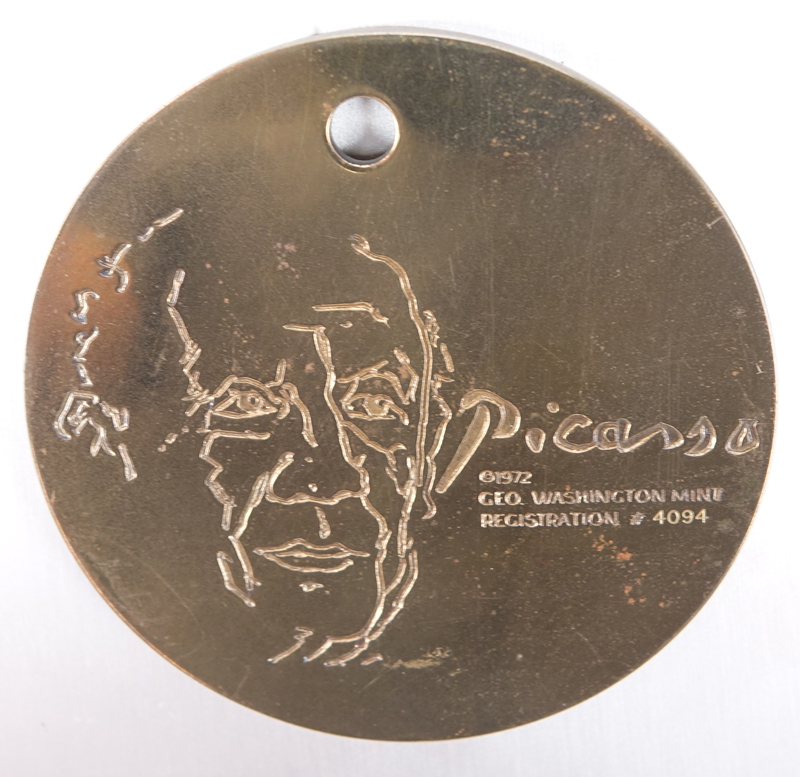 Picasso
©1972
GEO. WASHINGTON MINT
REGISTRATION # 4094